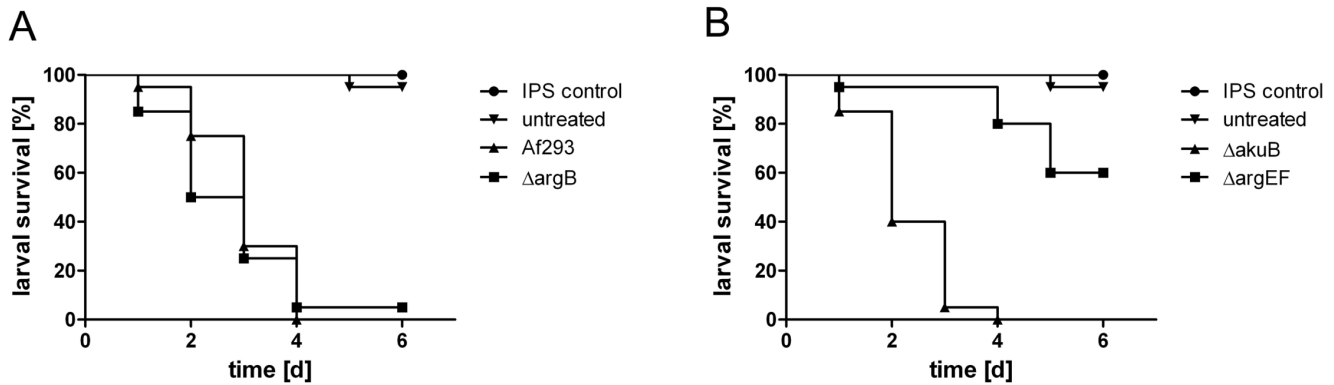 A
larval survival [%]
100
80
60
40
20
0
0 2 4 6
time [d]
IPS control
untreated
Af293
ΔargB
B
larval survival [%]
100
80
60
40
20
0
0 2 4 6
time [d]
IPS control
untreated
ΔakuB
ΔargEF